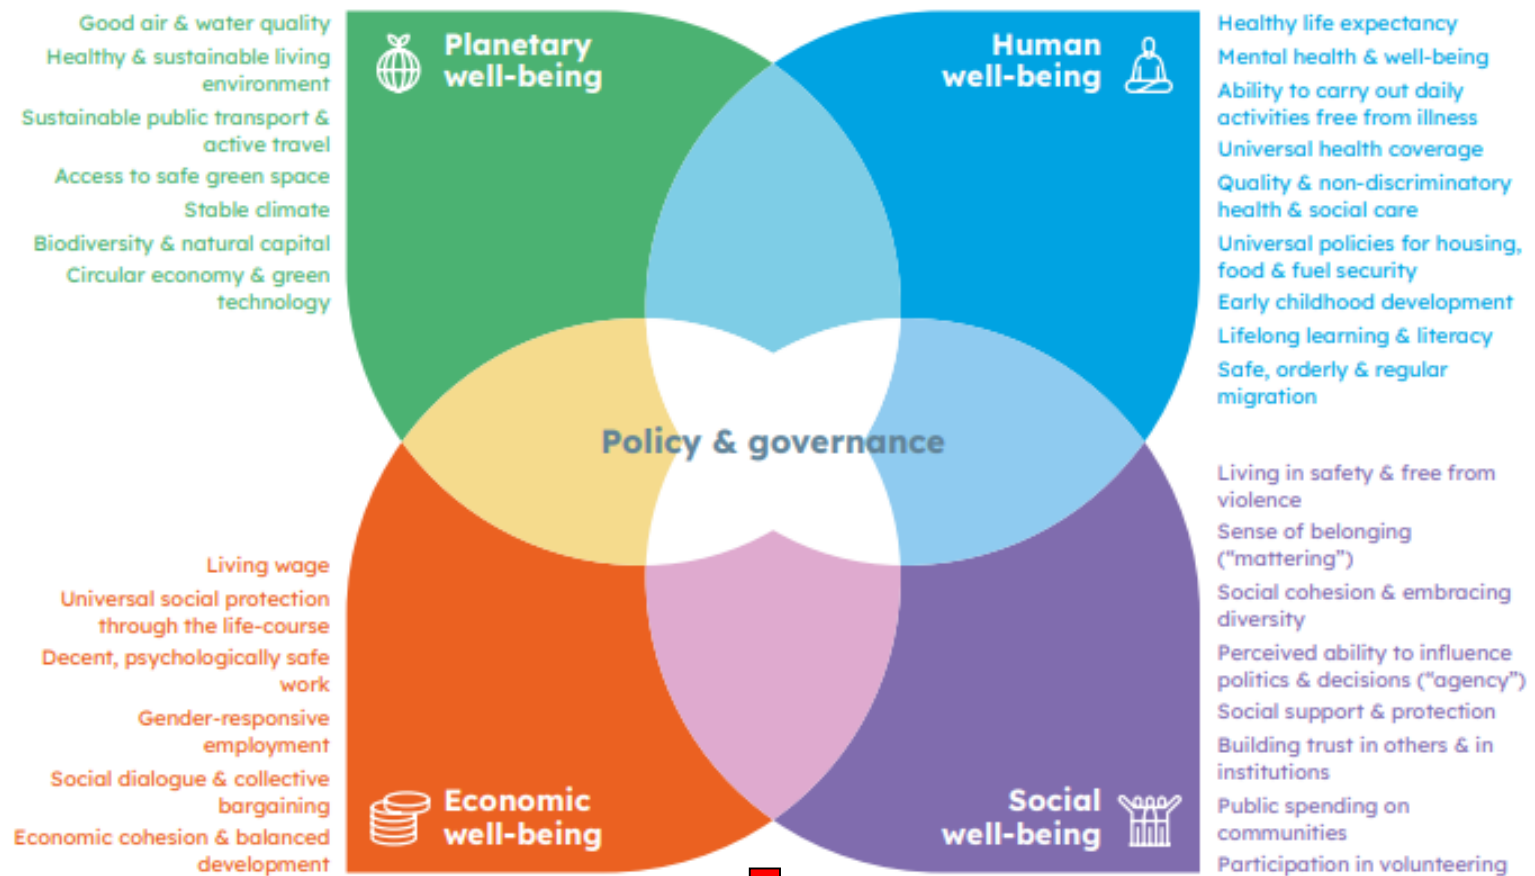 Good air & water quality
Healthy & sustainable living
environment
Sustainable public transport &
active travel
Access to safe green space
Stable climate
Biodiversity & natural capital
Circular economy & green
technology
Planetary
well-being
Human
well-being
Healthy life expectancy
Mental health & well-being
Ability to carry out daily
activities free from illness
Universal health coverage
Quality & non-discriminatory
health & social care
Universal policies for housing,
food & fuel security
Early childhood development
Lifelong learning & literacy
Safe, orderly & regular
migration
Policy & governance
Living wage
Universal social protection
through the life-course
Decent, psychologically safe
work
Gender-responsive
employment
Social dialogue & collective
bargaining
Economic cohesion & balanced
development
Economic
well-being
Social
well-being
Living in safety & free from
violence
Sense of belonging
(“mattering”)
Social cohesion & embracing
diversity
Perceived ability to influence
politics & decisions (“agency”)
Social support & protection
Building trust in others & in
institutions
Public spending on
communities
Participation in volunteering